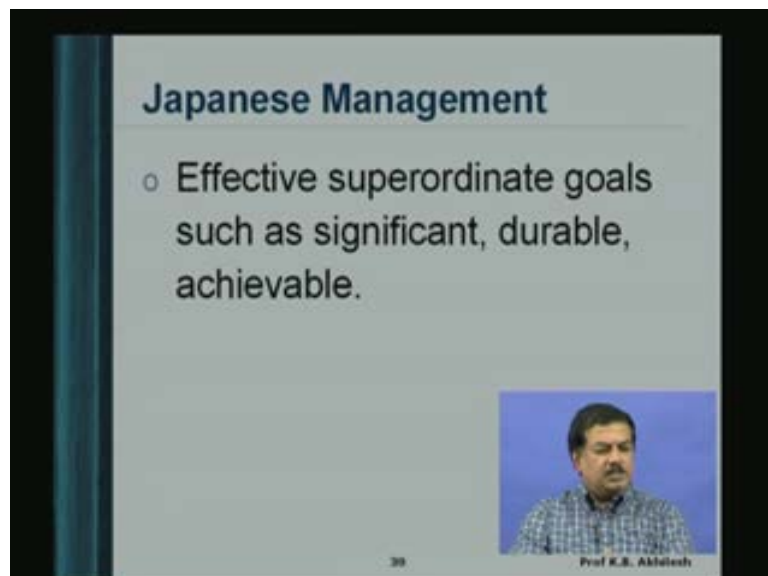 Japanese Management
o Effective superordinate goals
such as significant, durable,
achievable.
39
Prof K.B. Akhilesh